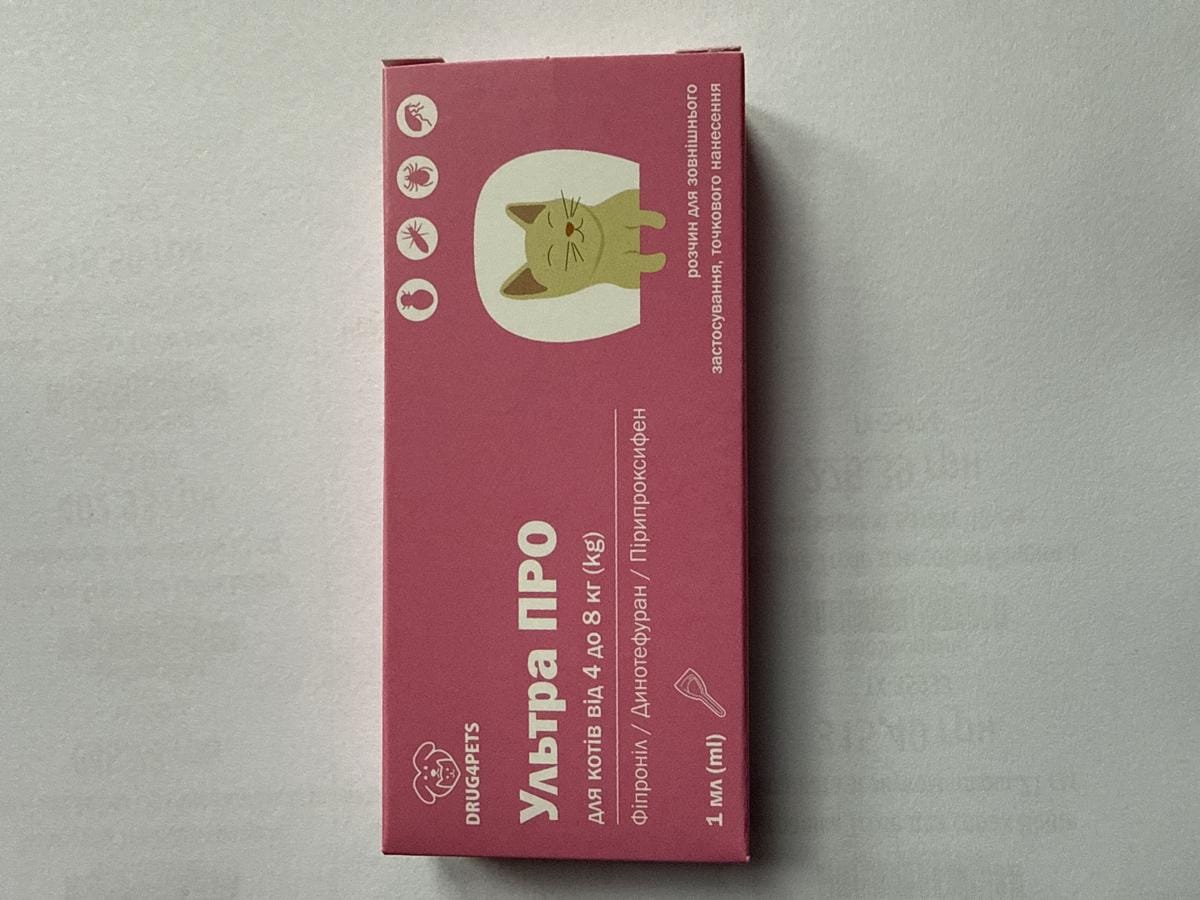 DRUG4PETS
Ультра ПРО
для котів від 4 до 8 кг (kg)
Фіпроніл / Динотефуран / Пірипроксифен
1 мл (ml)
розчин для зовнішнього
застосування, точкового нанесення